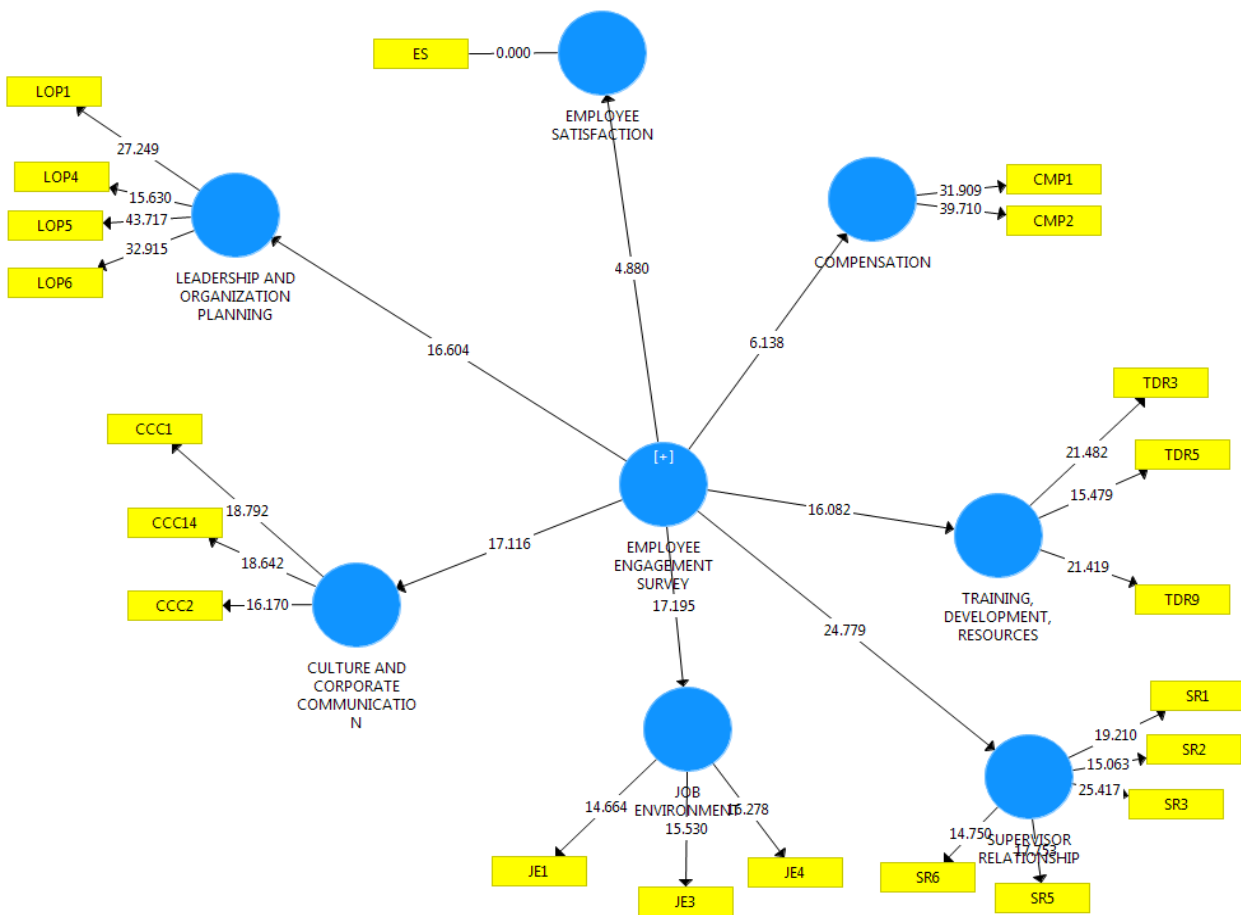 ES
0.000
EMPLOYEE
SATISFACTION
LOP1
27.249
LOP4
15.630
LOP5
43.717
32.915
LOP6
LEADERSHIP AND
ORGANIZATION
PLANNING
CMP1
31.909
CMP2
39.710
COMPENSATION
4.880
6.138
16.604
TDR3
21.482
TDR5
15.479
21.419
TDR9
TRAINING,
DEVELOPMENT,
RESOURCES
16.082
[+]
EMPLOYEE
ENGAGEMENT
SURVEY
17.195
CCC1
18.792
CCC14
18.642
CCC2
16.170
17.116
CULTURE AND
CORPORATE
COMMUNICATIO
N
24.779
SR1
19.210
SR2
15.063
25.417
SR3
14.750
17.753
SUPERVISOR
RELATIONSHIP
SR6
SR5
JOB
ENVIRONMENT
14.664
15.530
16.278
JE1
JE3
JE4